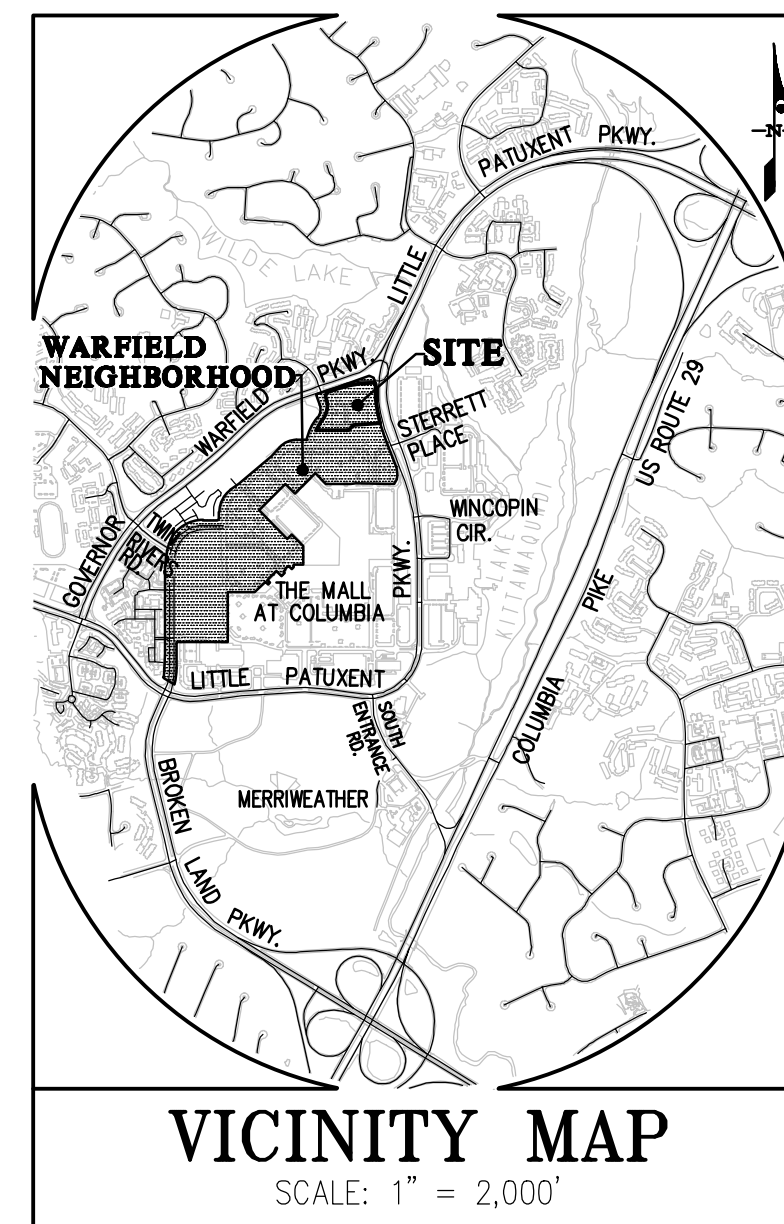 PATUXENT PKWY.
WILDE LAKE
LITTLE
WARFIELD
NEIGHBORHOOD
PKWY.
SITE
WARFIELD
STERRETT
PLACE
US ROUTE 29
WINCOPIN
CIR.
LAKE
KITTAMAQUNDI
GOVERNOR
TWIN
RIVERS
RD.
PKWY.
THE MALL
AT COLUMBIA
PIKE
LITTLE PATUXENT
COLUMBIA
SOUTH
ENTRANCE
RD.
BROKEN
MERRIWEATHER
LAND
PKWY.
N
VICINITY MAP
SCALE: 1" = 2,000'